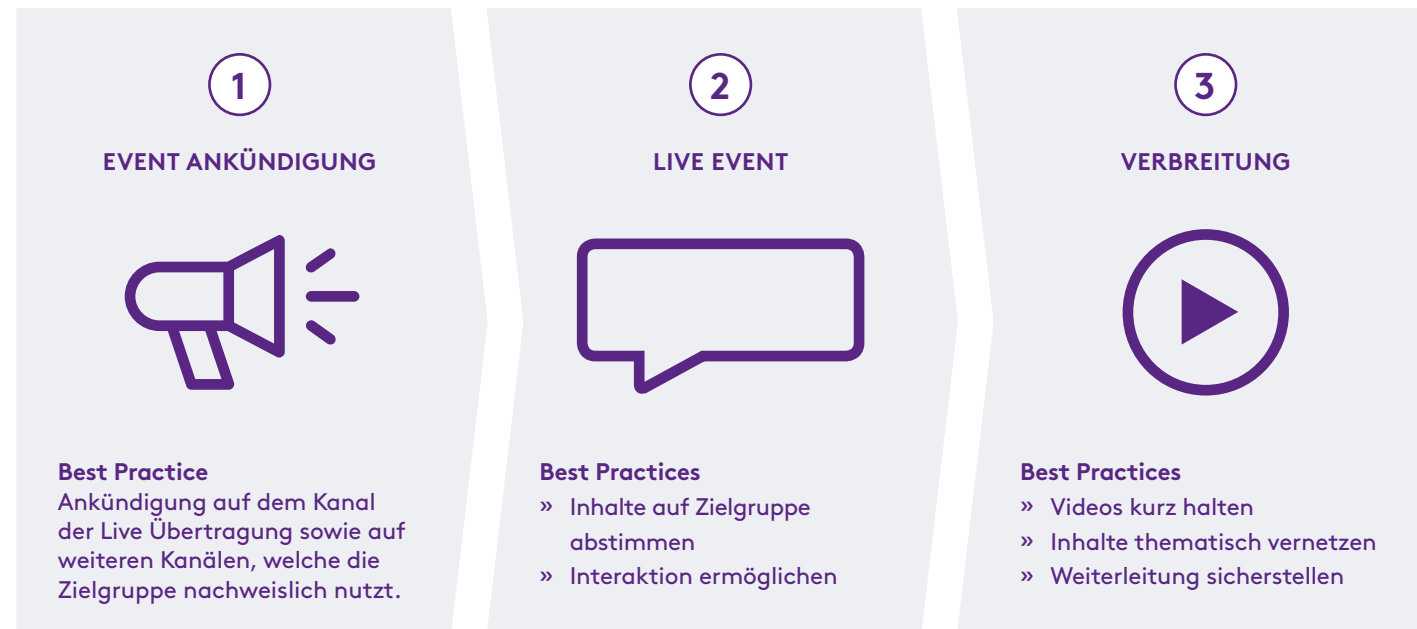 1
EVENT ANKÜNDIGUNG
Best Practice
Ankündigung auf dem Kanal
der Live Übertragung sowie auf
weiteren Kanälen, welche die
Zielgruppe nachweislich nutzt.
2
LIVE EVENT
Best Practices
» Inhalte auf Zielgruppe
abstimmen
» Interaktion ermöglichen
3
VERBREITUNG
Best Practices
» Videos kurz halten
» Inhalte thematisch vernetzen
» Weiterleitung sicherstellen